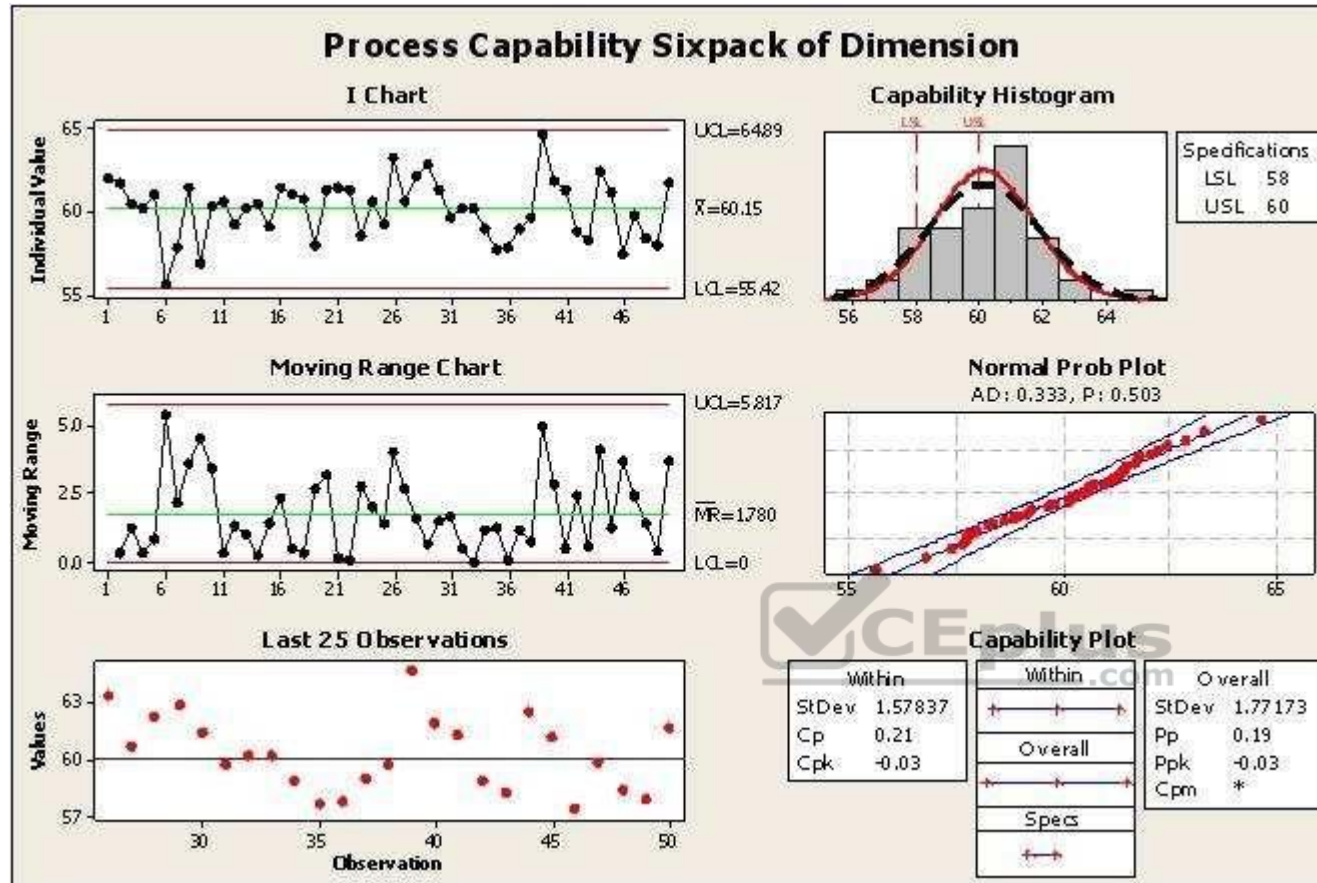 Process Capability Sixpack of Dimension
I Chart
Individual Value
65
60
55
1 6 11 16 21 26 31 36 41 46
UCL=64.89
X̅=60.15
LCL=55.42
Capability Histogram
LSL USL
56 58 60 62 64
Specifications
LSL 58
USL 60
Moving Range Chart
Moving Range
5.0
2.5
0.0
1 6 11 16 21 26 31 36 41 46
UCL=5.817
M̅R̅=1.780
LCL=0
Normal Prob Plot
AD: 0.333, P: 0.503
55 60 65
Last 25 Observations
Values
63
60
57
30 35 40 45 50
Observation
VCEplus
.com
Capability Plot
Within
StDev 1.57837
Cp 0.21
Cpk -0.03
Within
Overall
Specs
Overall
StDev 1.77173
Pp 0.19
Ppk -0.03
Cpm *